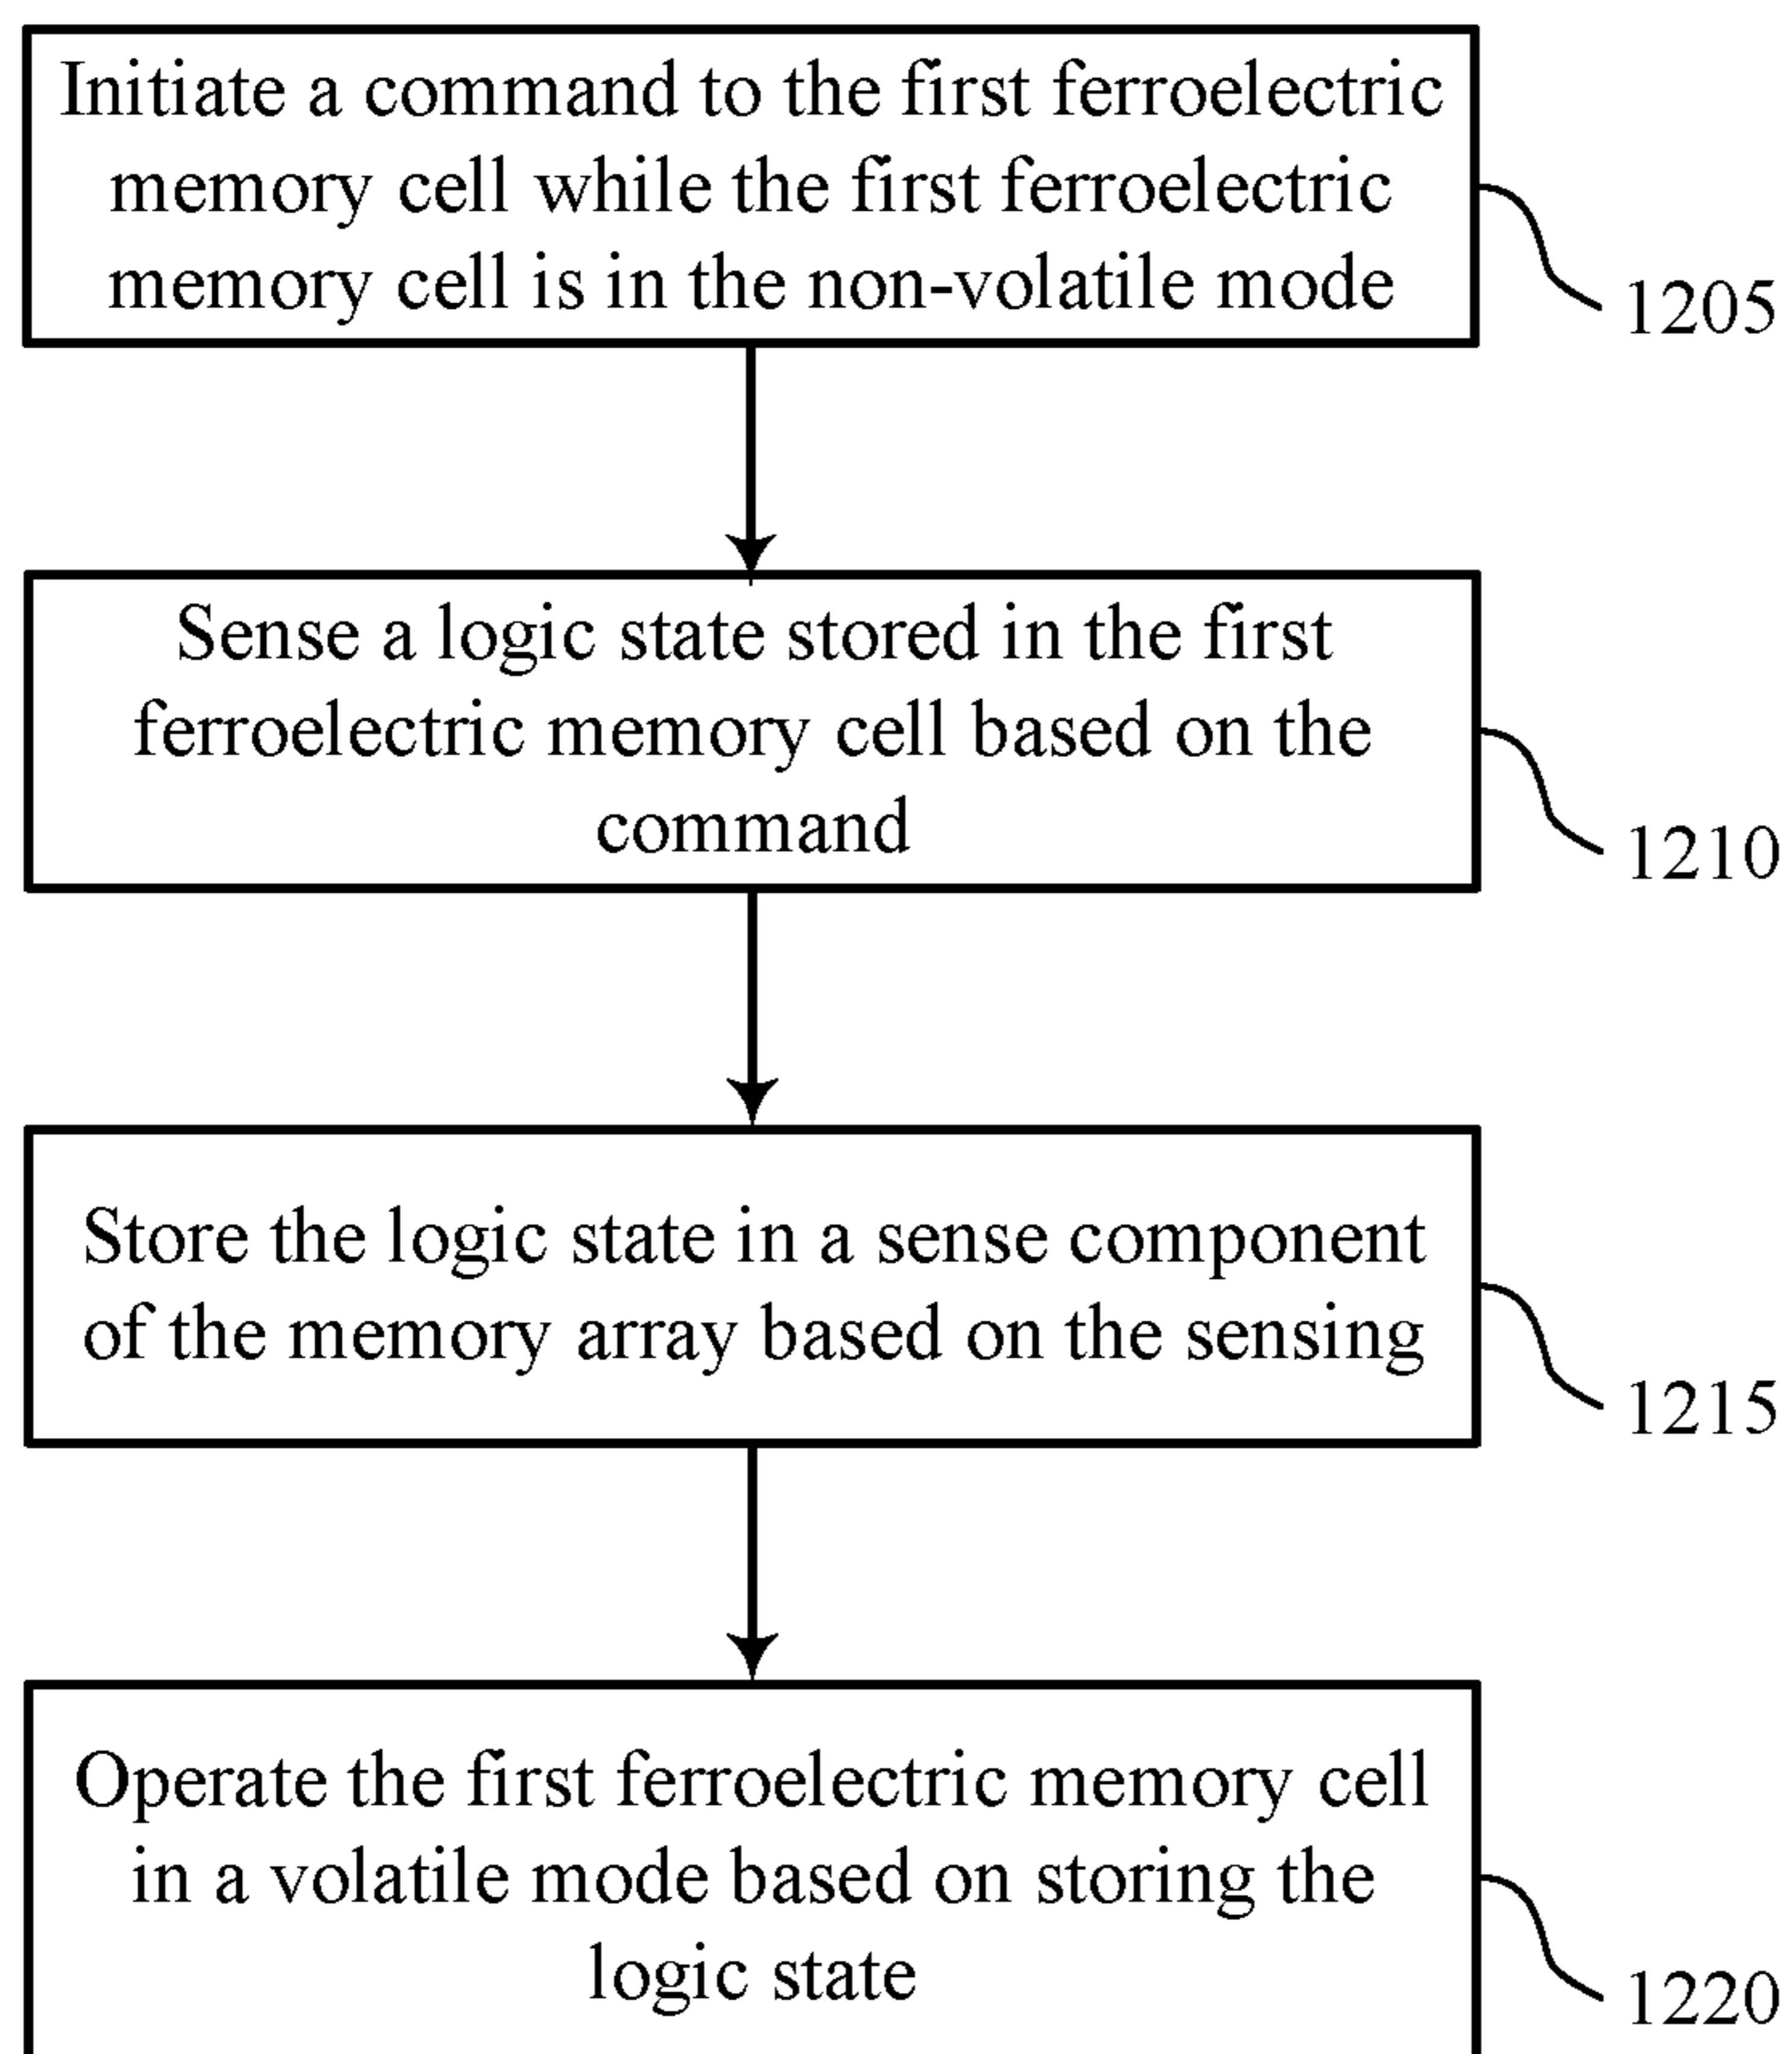 Initiate a command to the first ferroelectric
memory cell while the first ferroelectric
memory cell is in the non-volatile mode
1205
Sense a logic state stored in the first
ferroelectric memory cell based on the
command
1210
Store the logic state in a sense component
of the memory array based on the sensing
1215
Operate the first ferroelectric memory cell
in a volatile mode based on storing the
logic state
1220